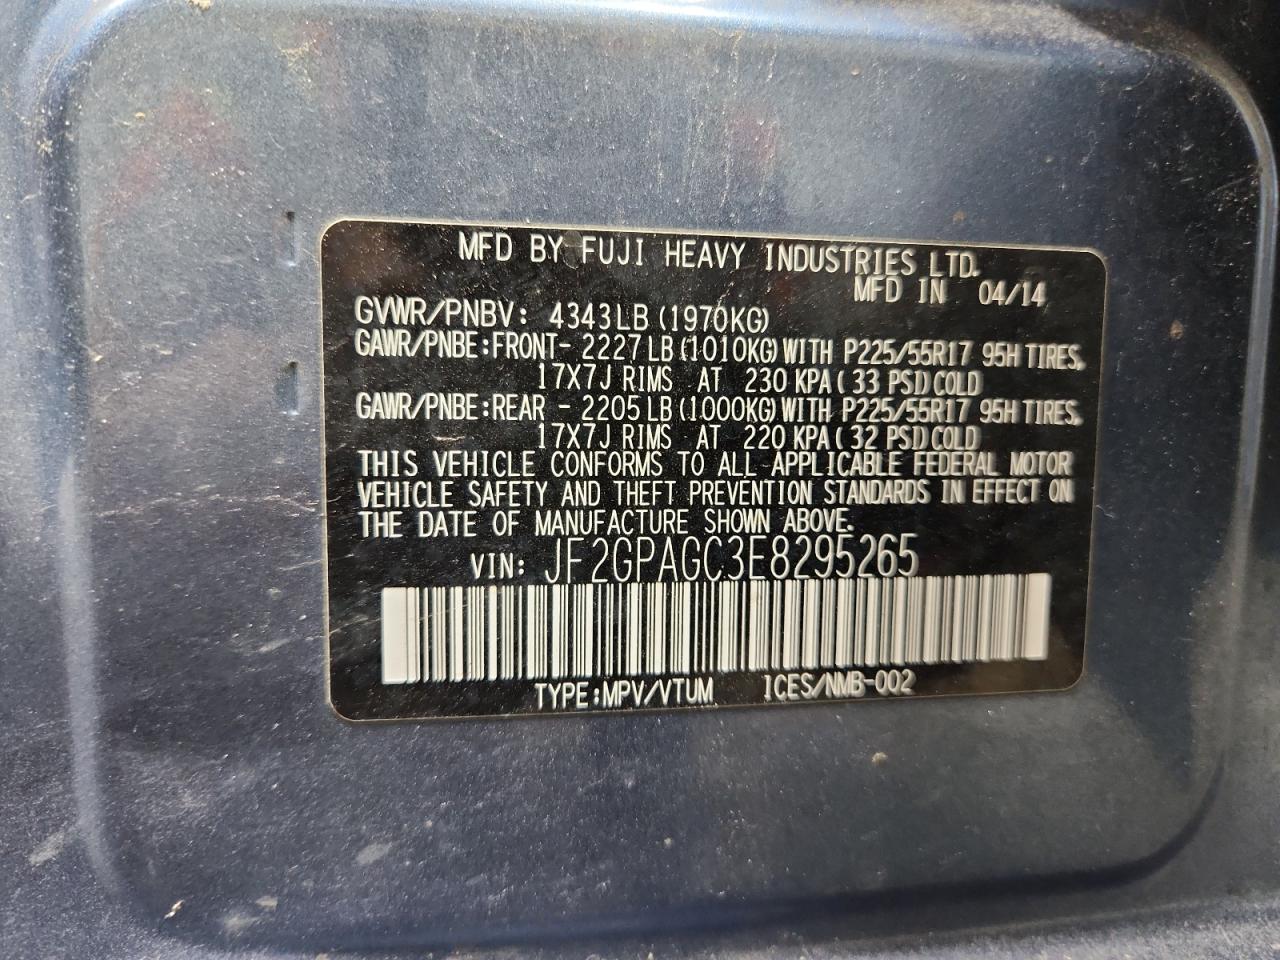 MFD BY FUJI HEAVY INDUSTRIES LTD.
MFD IN 04/14
GVWR/PNBV: 4343LB (1970KG)
GAWR/PNBE:FRONT- 2227LB(1010KG)WITH P225/55R17 95H TIRES.
17X7J RIMS AT 230 KPA( 33 PSI)COLD
GAWR/PNBE:REAR - 2205LB(1000KG)WITH P225/55R17 95H TIRES.
17X7J RIMS AT 220 KPA( 32 PSI)COLD
THIS VEHICLE CONFORMS TO ALL APPLICABLE FEDERAL MOTOR
VEHICLE SAFETY AND THEFT PREVENTION STANDARDS IN EFFECT ON
THE DATE OF MANUFACTURE SHOWN ABOVE.
VIN: JF2GPAGC3E8295265
TYPE:MPV/VTUM ICES/NMB-002